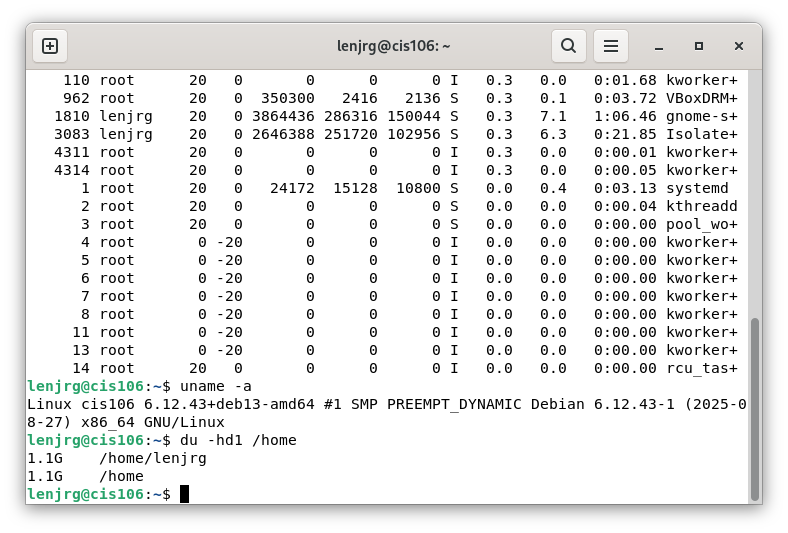 lenjrg@cis106: ~
110 root      20   0       0      0      0 I   0.3   0.0   0:01.68 kworker+
962 root      20   0  350300   2416   2136 S   0.3   0.1   0:03.72 VBoxDRM+
1810 lenjrg    20   0 3864436 286316 150044 S   0.3   7.1   1:06.46 gnome-s+
3083 lenjrg    20   0 2646388 251720 102956 S   0.3   6.3   0:21.85 Isolate+
4311 root      20   0       0      0      0 I   0.3   0.0   0:00.01 kworker+
4314 root      20   0       0      0      0 I   0.3   0.0   0:00.05 kworker+
1 root      20   0   24172  15128  10800 S   0.0   0.4   0:03.13 systemd
2 root      20   0       0      0      0 S   0.0   0.0   0:00.04 kthreadd
3 root      20   0       0      0      0 S   0.0   0.0   0:00.00 pool_wo+
4 root       0 -20       0      0      0 I   0.0   0.0   0:00.00 kworker+
5 root       0 -20       0      0      0 I   0.0   0.0   0:00.00 kworker+
6 root       0 -20       0      0      0 I   0.0   0.0   0:00.00 kworker+
7 root       0 -20       0      0      0 I   0.0   0.0   0:00.00 kworker+
8 root       0 -20       0      0      0 I   0.0   0.0   0:00.00 kworker+
11 root       0 -20       0      0      0 I   0.0   0.0   0:00.00 kworker+
13 root       0 -20       0      0      0 I   0.0   0.0   0:00.00 kworker+
14 root      20   0       0      0      0 I   0.0   0.0   0:00.00 rcu_tas+
lenjrg@cis106:~$ uname -a
Linux cis106 6.12.43+deb13-amd64 #1 SMP PREEMPT_DYNAMIC Debian 6.12.43-1 (2025-0
8-27) x86_64 GNU/Linux
lenjrg@cis106:~$ du -hd1 /home
1.1G    /home/lenjrg
1.1G    /home
lenjrg@cis106:~$